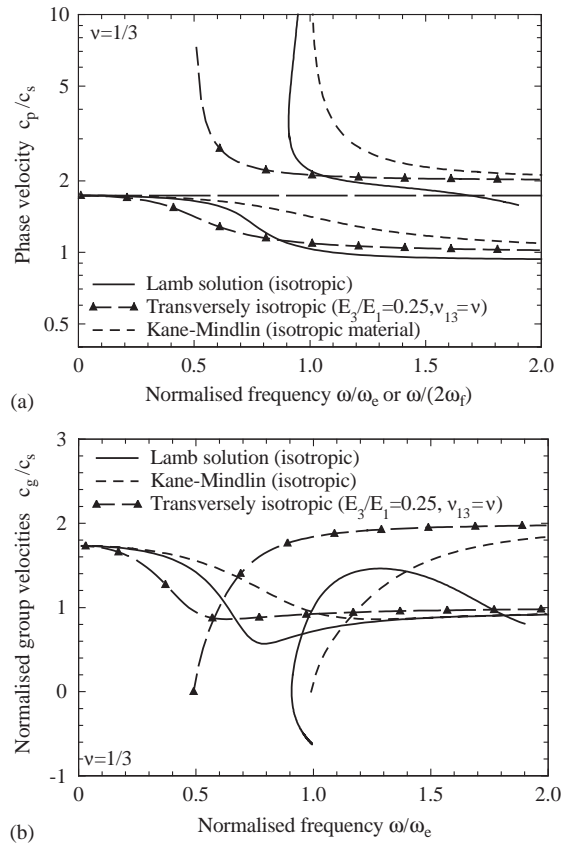 10
ν=1/3
5
Phase velocity c_p/c_s
2
1
Lamb solution (isotropic)
Transversely isotropic (E_3/E_1=0.25,ν_13=ν)
0.5
Kane-Mindlin (isotropic material)
0.0 0.5 1.0 1.5 2.0
(a)
Normalised frequency ω/ω_e or ω/(2ω_f)
3
Lamb solution (isotropic)
Kane-Mindlin (isotropic)
Transversely isotropic (E_3/E_1=0.25, ν_13=ν)
2
Normalised group velocities c_g/c_s
1
0
ν=1/3
-1
0.0 0.5 1.0 1.5 2.0
(b)
Normalised frequency ω/ω_e